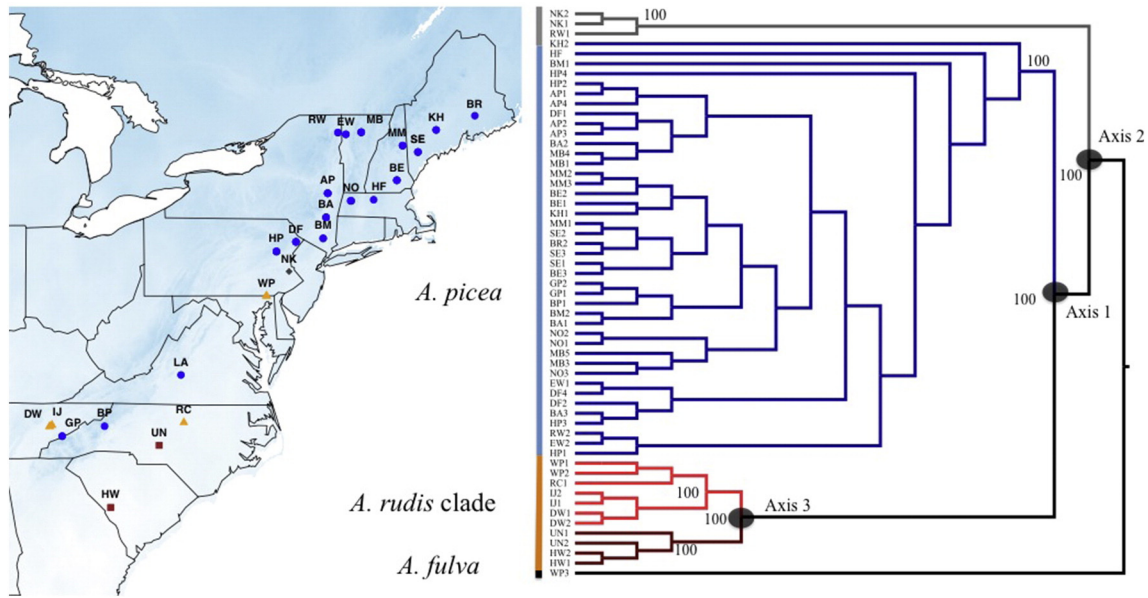 BR
RW EW MB
KH
MM
SE
BE
AP
NO HF
BA
BM
DF
HP
NK
WP
A. picea
LA
DW IJ
GP
BP
RC
UN
HW
A. rudis clade
A. fulva
NK2
NK1
RW1
KH2
HF
BM1
HP4
HP2
AP1
AP4
DF1
AP2
AP3
BA2
MB4
MB1
MM2
MM3
BE2
BE1
KH1
MM1
SE2
BR2
SE3
SE1
BE3
GP2
GP1
BP1
BM2
BA1
NO2
NO1
MB5
MB3
NO3
EW1
DF4
DF2
BA3
HP3
RW2
EW2
HP1
WP1
WP2
RC1
IJ2
IJ1
DW1
DW2
UN1
UN2
HW2
HW1
WP3
100
100
Axis 2
100
100
Axis 1
100
Axis 3
100
100